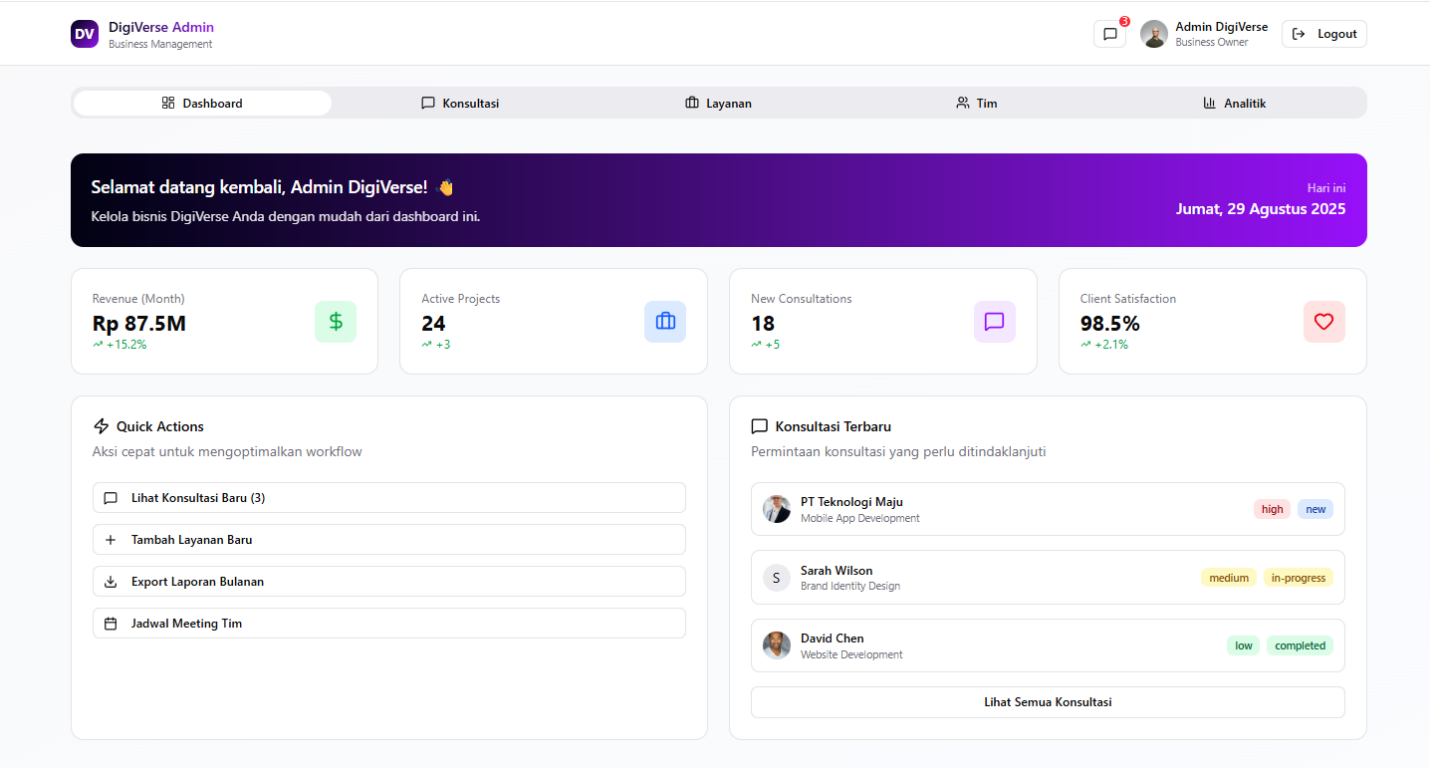 DV
DigiVerse Admin
Business Management
3
Admin DigiVerse
Business Owner
Logout
Dashboard
Konsultasi
Layanan
Tim
Analitik
Selamat datang kembali, Admin DigiVerse! 👋
Kelola bisnis DigiVerse Anda dengan mudah dari dashboard ini.
Hari ini
Jumat, 29 Agustus 2025
Revenue (Month)
Rp 87.5M
+15.2%
Active Projects
24
+3
New Consultations
18
+5
Client Satisfaction
98.5%
+2.1%
Quick Actions
Aksi cepat untuk mengoptimalkan workflow
Lihat Konsultasi Baru (3)
Tambah Layanan Baru
Export Laporan Bulanan
Jadwal Meeting Tim
Konsultasi Terbaru
Permintaan konsultasi yang perlu ditindaklanjuti
PT Teknologi Maju
Mobile App Development
high
new
S
Sarah Wilson
Brand Identity Design
medium
in-progress
David Chen
Website Development
low
completed
Lihat Semua Konsultasi